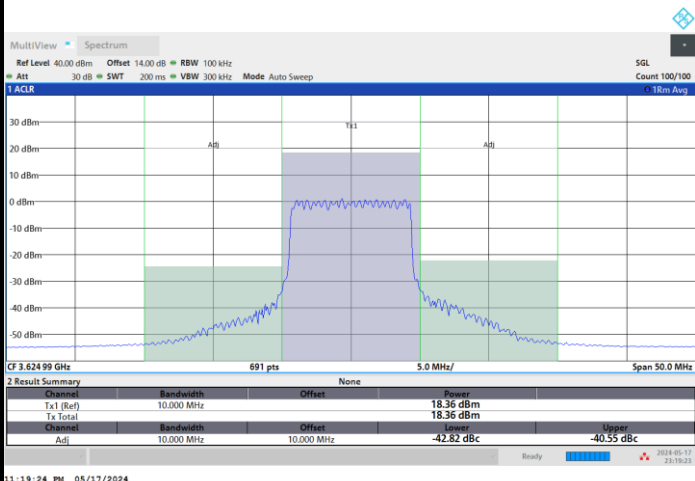 MultiView Spectrum
Ref Level 40.00 dBm Offset 14.00 dB RBW 100 kHz SGL
Att 30 dB SWT 200 ms VBW 300 kHz Mode Auto Sweep Count 100/100
1 ACLR 1Rm Avg
30 dBm
Tx1
20 dBm
Adj Adj
10 dBm
0 dBm
-10 dBm
-20 dBm
-30 dBm
-40 dBm
-50 dBm
CF 3.62499 GHz 691 pts 5.0 MHz/ Span 50.0 MHz
2 Result Summary None
Channel Bandwidth Offset Power
Tx1 (Ref) 10.000 MHz 18.36 dBm
Tx Total 18.36 dBm
Channel Bandwidth Offset Lower Upper
Adj 10.000 MHz 10.000 MHz -42.82 dBc -40.55 dBc
Ready 2024-05-17
23:19:23
11:19:24 PM 05/17/2024